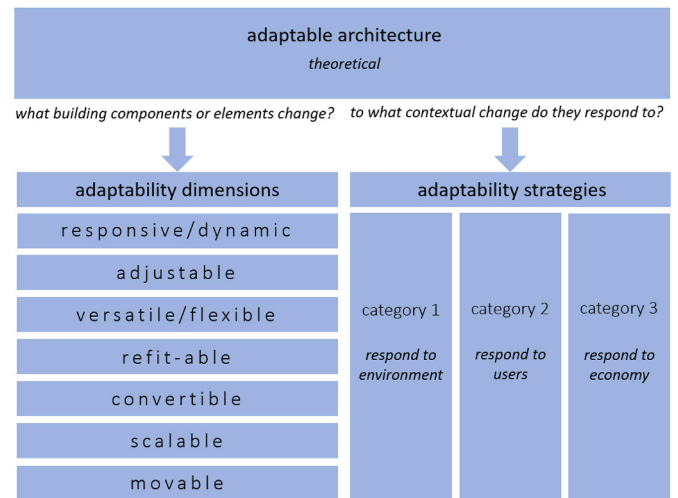 adaptable architecture
theoretical
what building components or elements change?
to what contextual change do they respond to?
adaptability dimensions
responsive/dynamic
adjustable
versatile/flexible
refit-able
convertible
scalable
movable
adaptability strategies
category 1
respond to
environment
category 2
respond to
users
category 3
respond to
economy